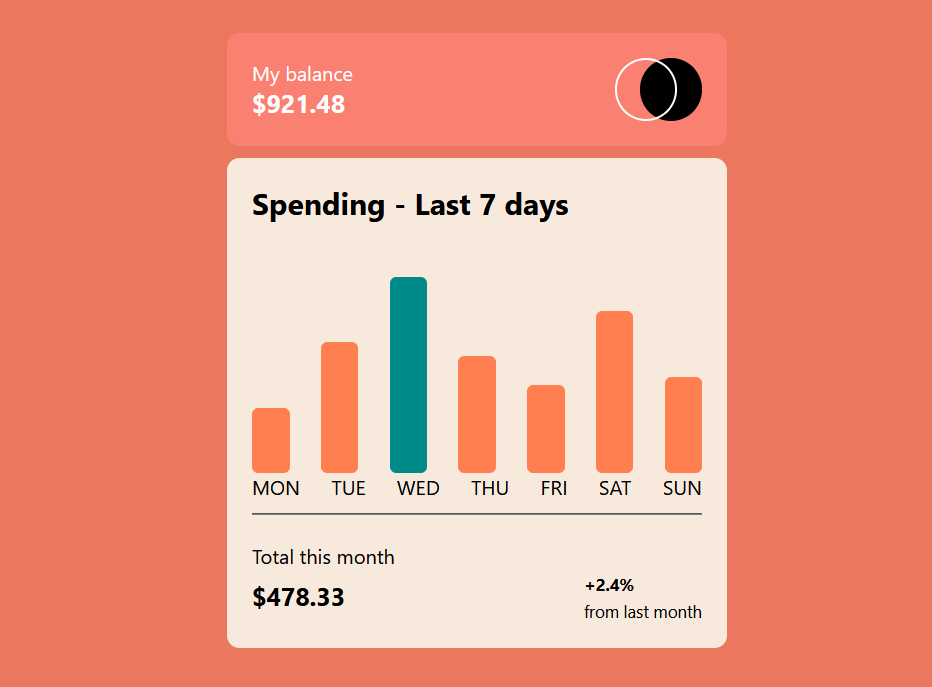 My balance
$921.48
Spending - Last 7 days
MON TUE WED THU FRI SAT SUN
Total this month
$478.33
+2.4%
from last month